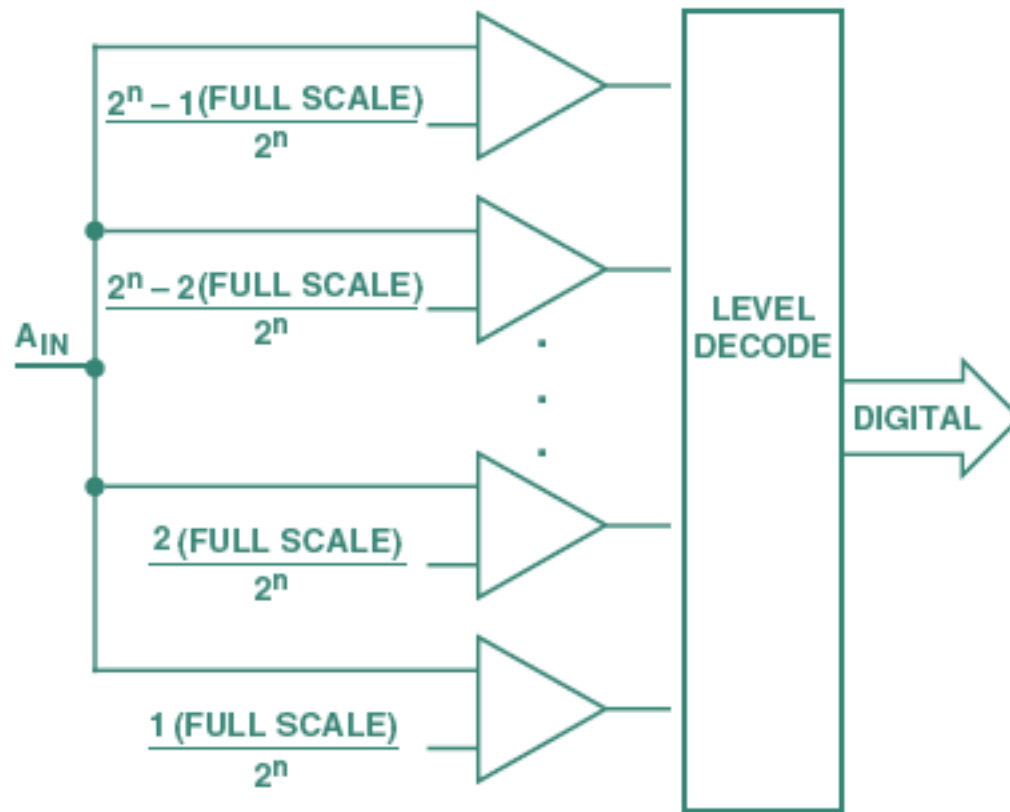 2ⁿ – 1 (FULL SCALE)
2ⁿ
2ⁿ – 2 (FULL SCALE)
2ⁿ
A_IN
LEVEL
DECODE
DIGITAL
2 (FULL SCALE)
2ⁿ
1 (FULL SCALE)
2ⁿ